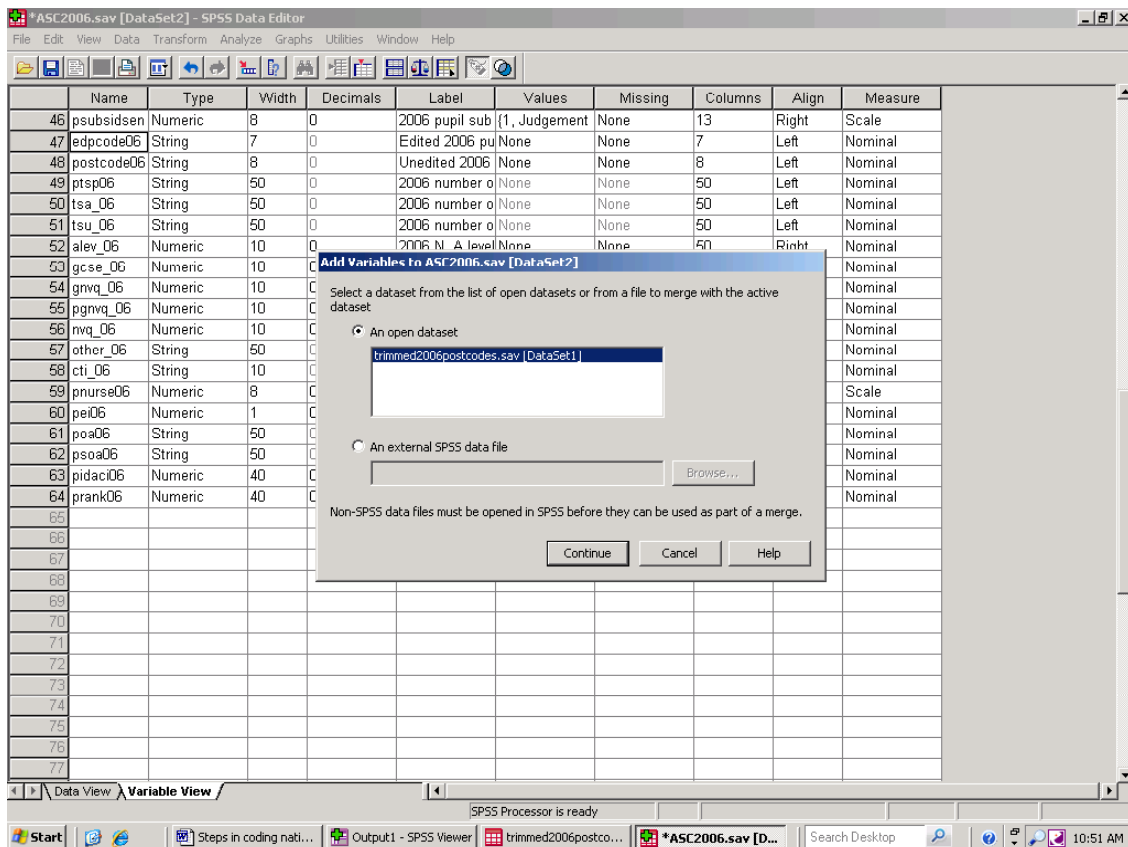 *ASC2006.sav [DataSet2] - SPSS Data Editor
File Edit View Data Transform Analyze Graphs Utilities Window Help
Name Type Width Decimals Label Values Missing Columns Align Measure
46 psubsidsen Numeric 8 0 2006 pupil sub {1, Judgement None 13 Right Scale
47 edpcode06 String 7 0 Edited 2006 pu None None 7 Left Nominal
48 postcode06 String 8 0 Unedited 2006 None None 8 Left Nominal
49 ptsp06 String 50 0 2006 number o None None 50 Left Nominal
50 tsa_06 String 50 0 2006 number o None None 50 Left Nominal
51 tsu_06 String 50 0 2006 number o None None 50 Left Nominal
52 alev_06 Numeric 10 0 2006 N. A level None None 50 Right Nominal
53 gcse_06 Numeric 10 Nominal
54 gnvq_06 Numeric 10 Nominal
55 pgnvq_06 Numeric 10 Nominal
56 nvq_06 Numeric 10 Nominal
57 other_06 String 50 Nominal
58 cti_06 String 10 Nominal
59 pnurse06 Numeric 8 Scale
60 pei06 Numeric 1 Nominal
61 poa06 String 50 Nominal
62 psoa06 String 50 Nominal
63 pidaci06 Numeric 40 Nominal
64 prank06 Numeric 40 Nominal
65
66
67
68
69
70
71
72
73
74
75
76
77
Add Variables to ASC2006.sav [DataSet2]
Select a dataset from the list of open datasets or from a file to merge with the active
dataset
An open dataset
trimmed2006postcodes.sav [DataSet1]
An external SPSS data file
Browse...
Non-SPSS data files must be opened in SPSS before they can be used as part of a merge.
Continue Cancel Help
Data View Variable View
SPSS Processor is ready
Start Steps in coding nati... Output1 - SPSS Viewer trimmed2006postco... *ASC2006.sav [D... Search Desktop 10:51 AM